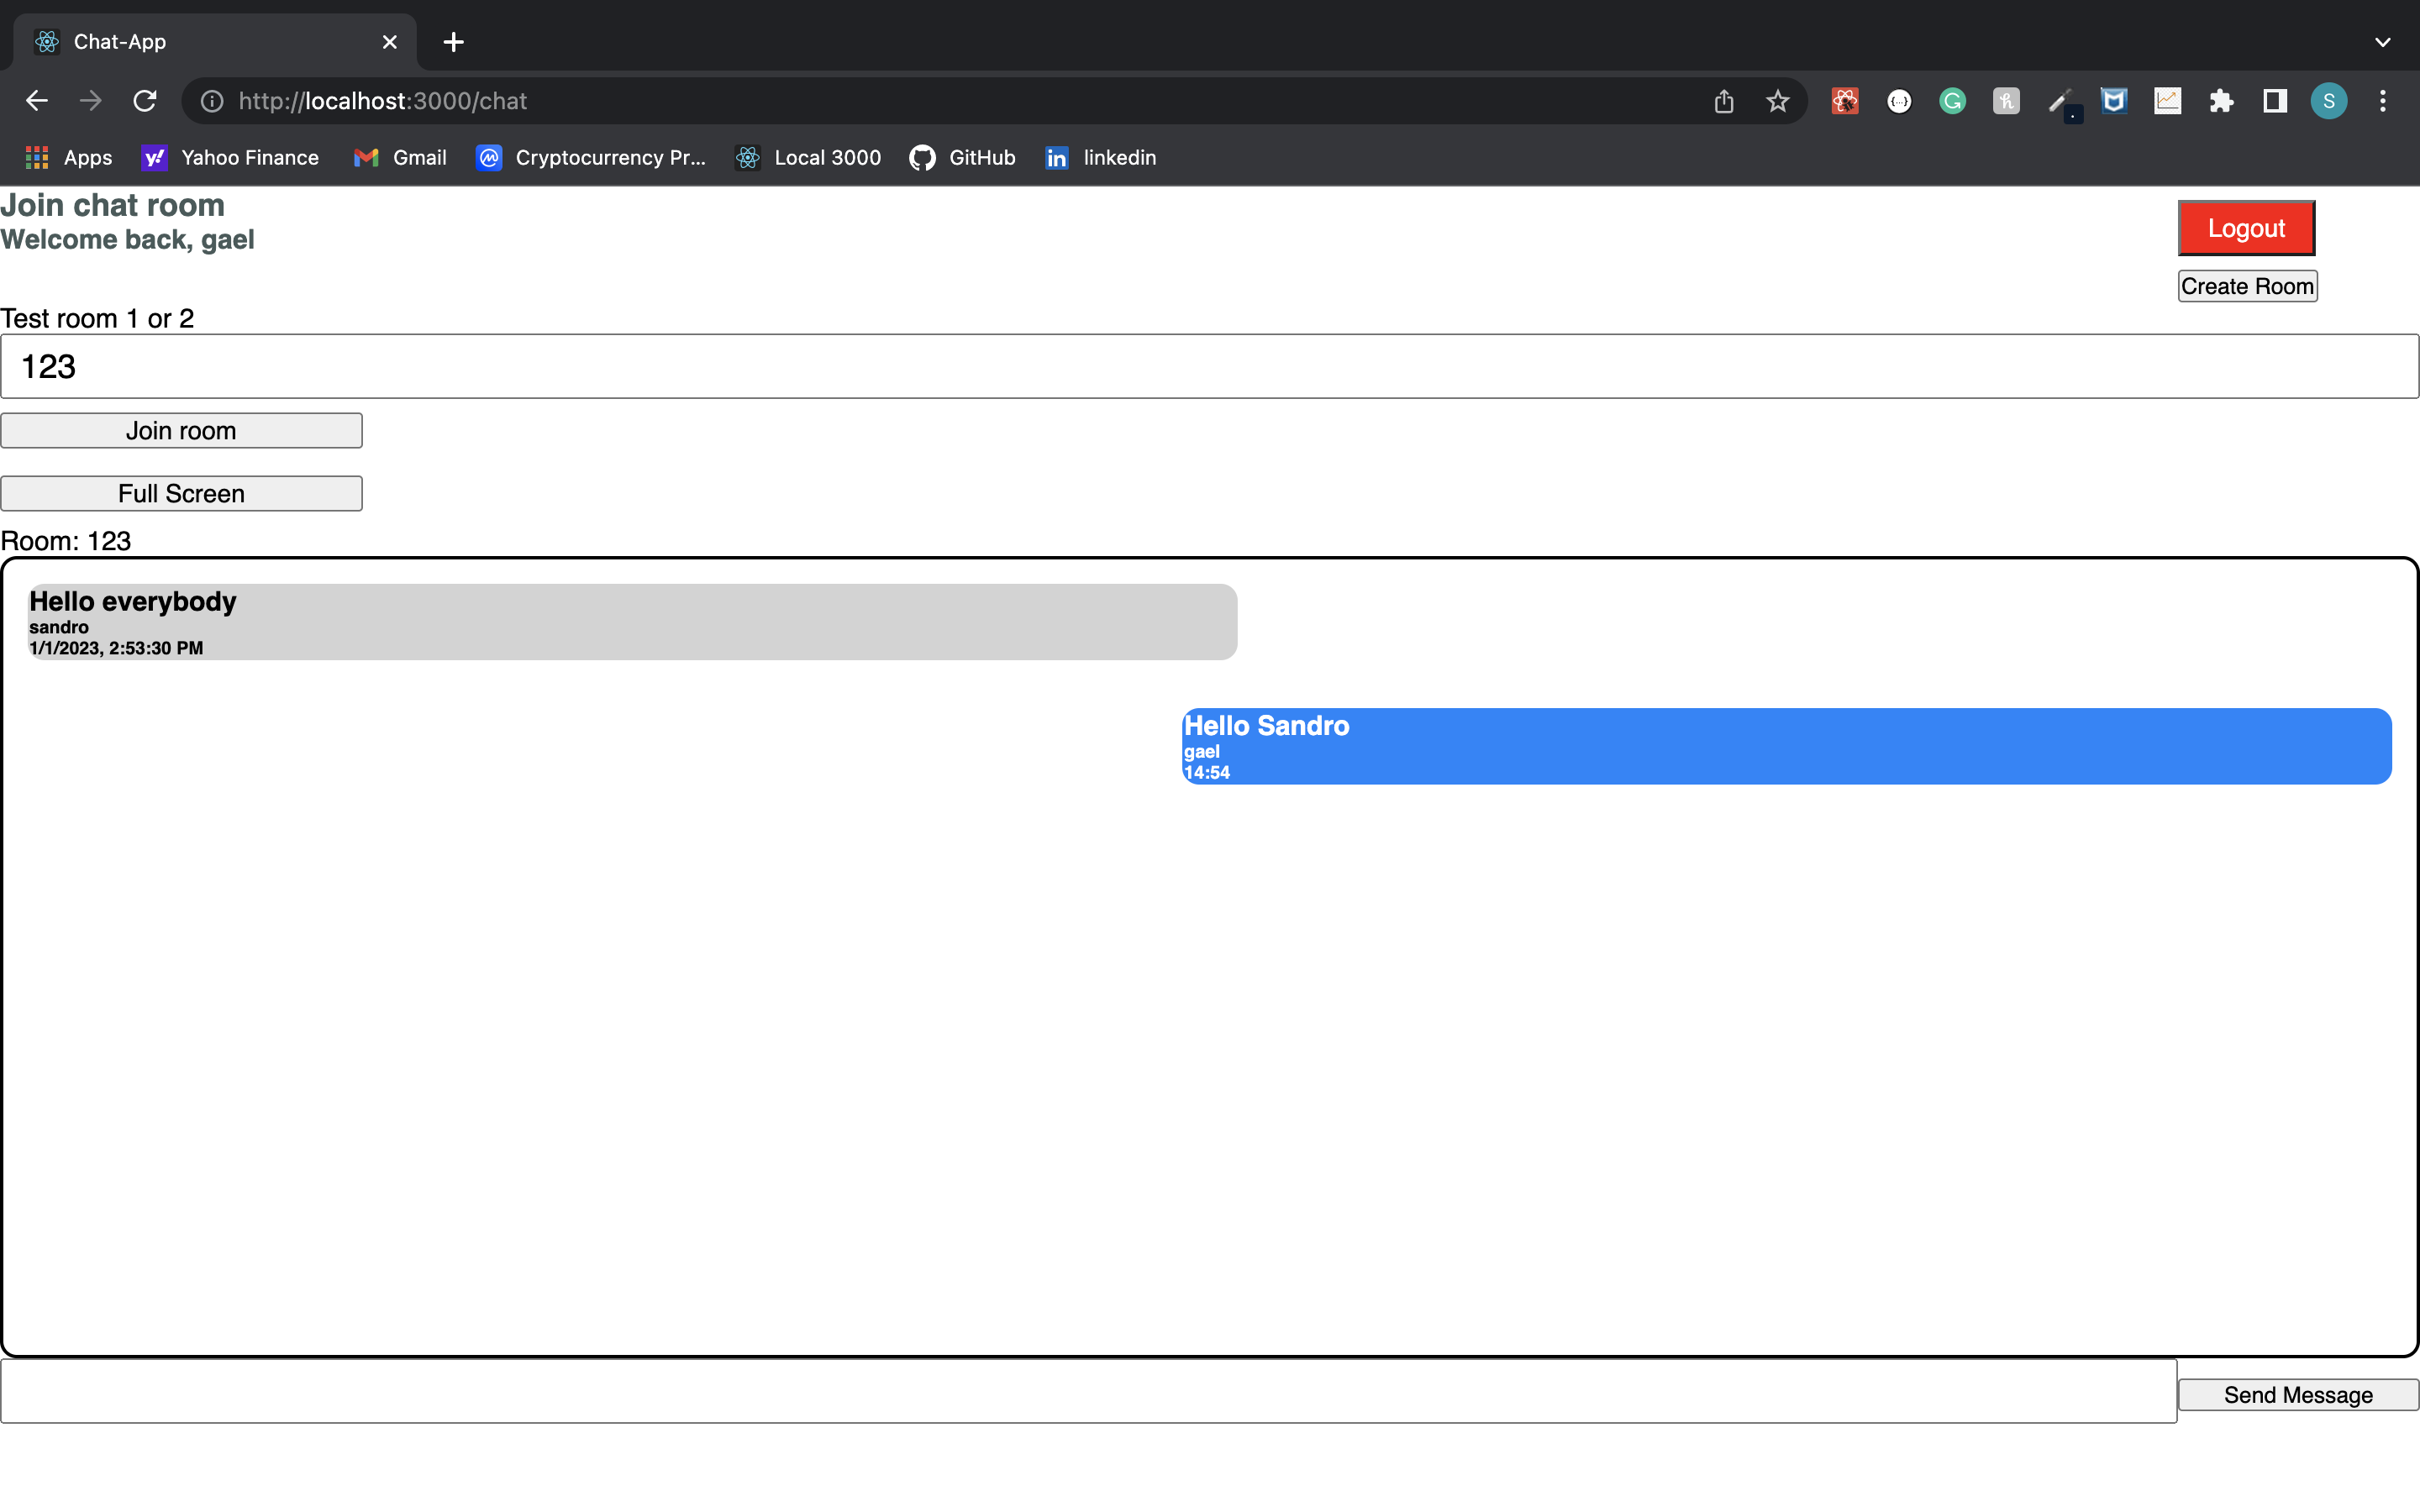 Chat-App
http://localhost:3000/chat
S
Apps
Yahoo Finance
Gmail
Cryptocurrency Pr...
Local 3000
GitHub
linkedin
Join chat room
Welcome back, gael
Logout
Create Room
Test room 1 or 2
123
Join room
Full Screen
Room: 123
Hello everybody
sandro
1/1/2023, 2:53:30 PM
Hello Sandro
gael
14:54
Send Message